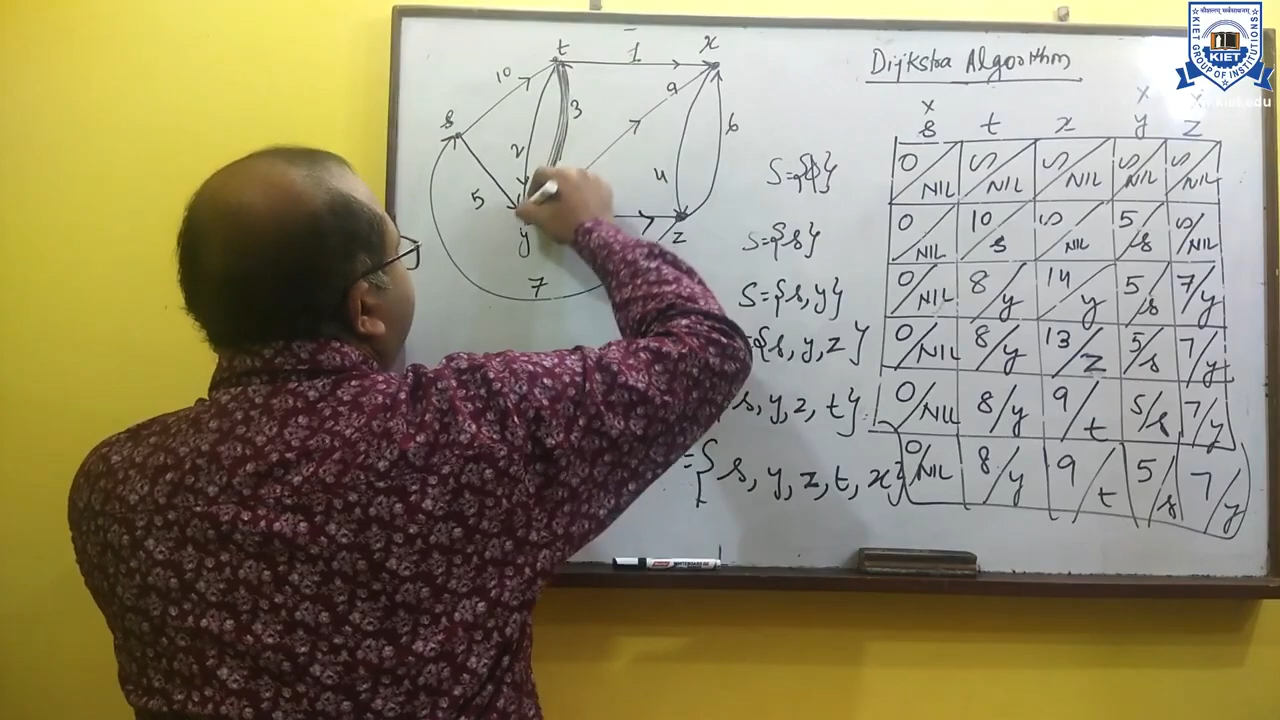 Dijkstra Algorithm
t 1 x
10 9
s 3 6
2 4
5
y z
7
x x x
s t x y z
S={φ} 0/NIL ∞/NIL ∞/NIL ∞/NIL ∞/NIL
S={s} 0/NIL 10/s ∞/NIL 5/s ∞/NIL
S={s,y} 0/NIL 8/y 14/y 5/s 7/y
={s,y,z} 0/NIL 8/y 13/z 5/s 7/y
s,y,z,t} 0/NIL 8/y 9/t 5/s 7/y
={s,y,z,t,x} 0/NIL 8/y 9/t 5/s 7/y
KIET GROUP OF INSTITUTIONS
KIET